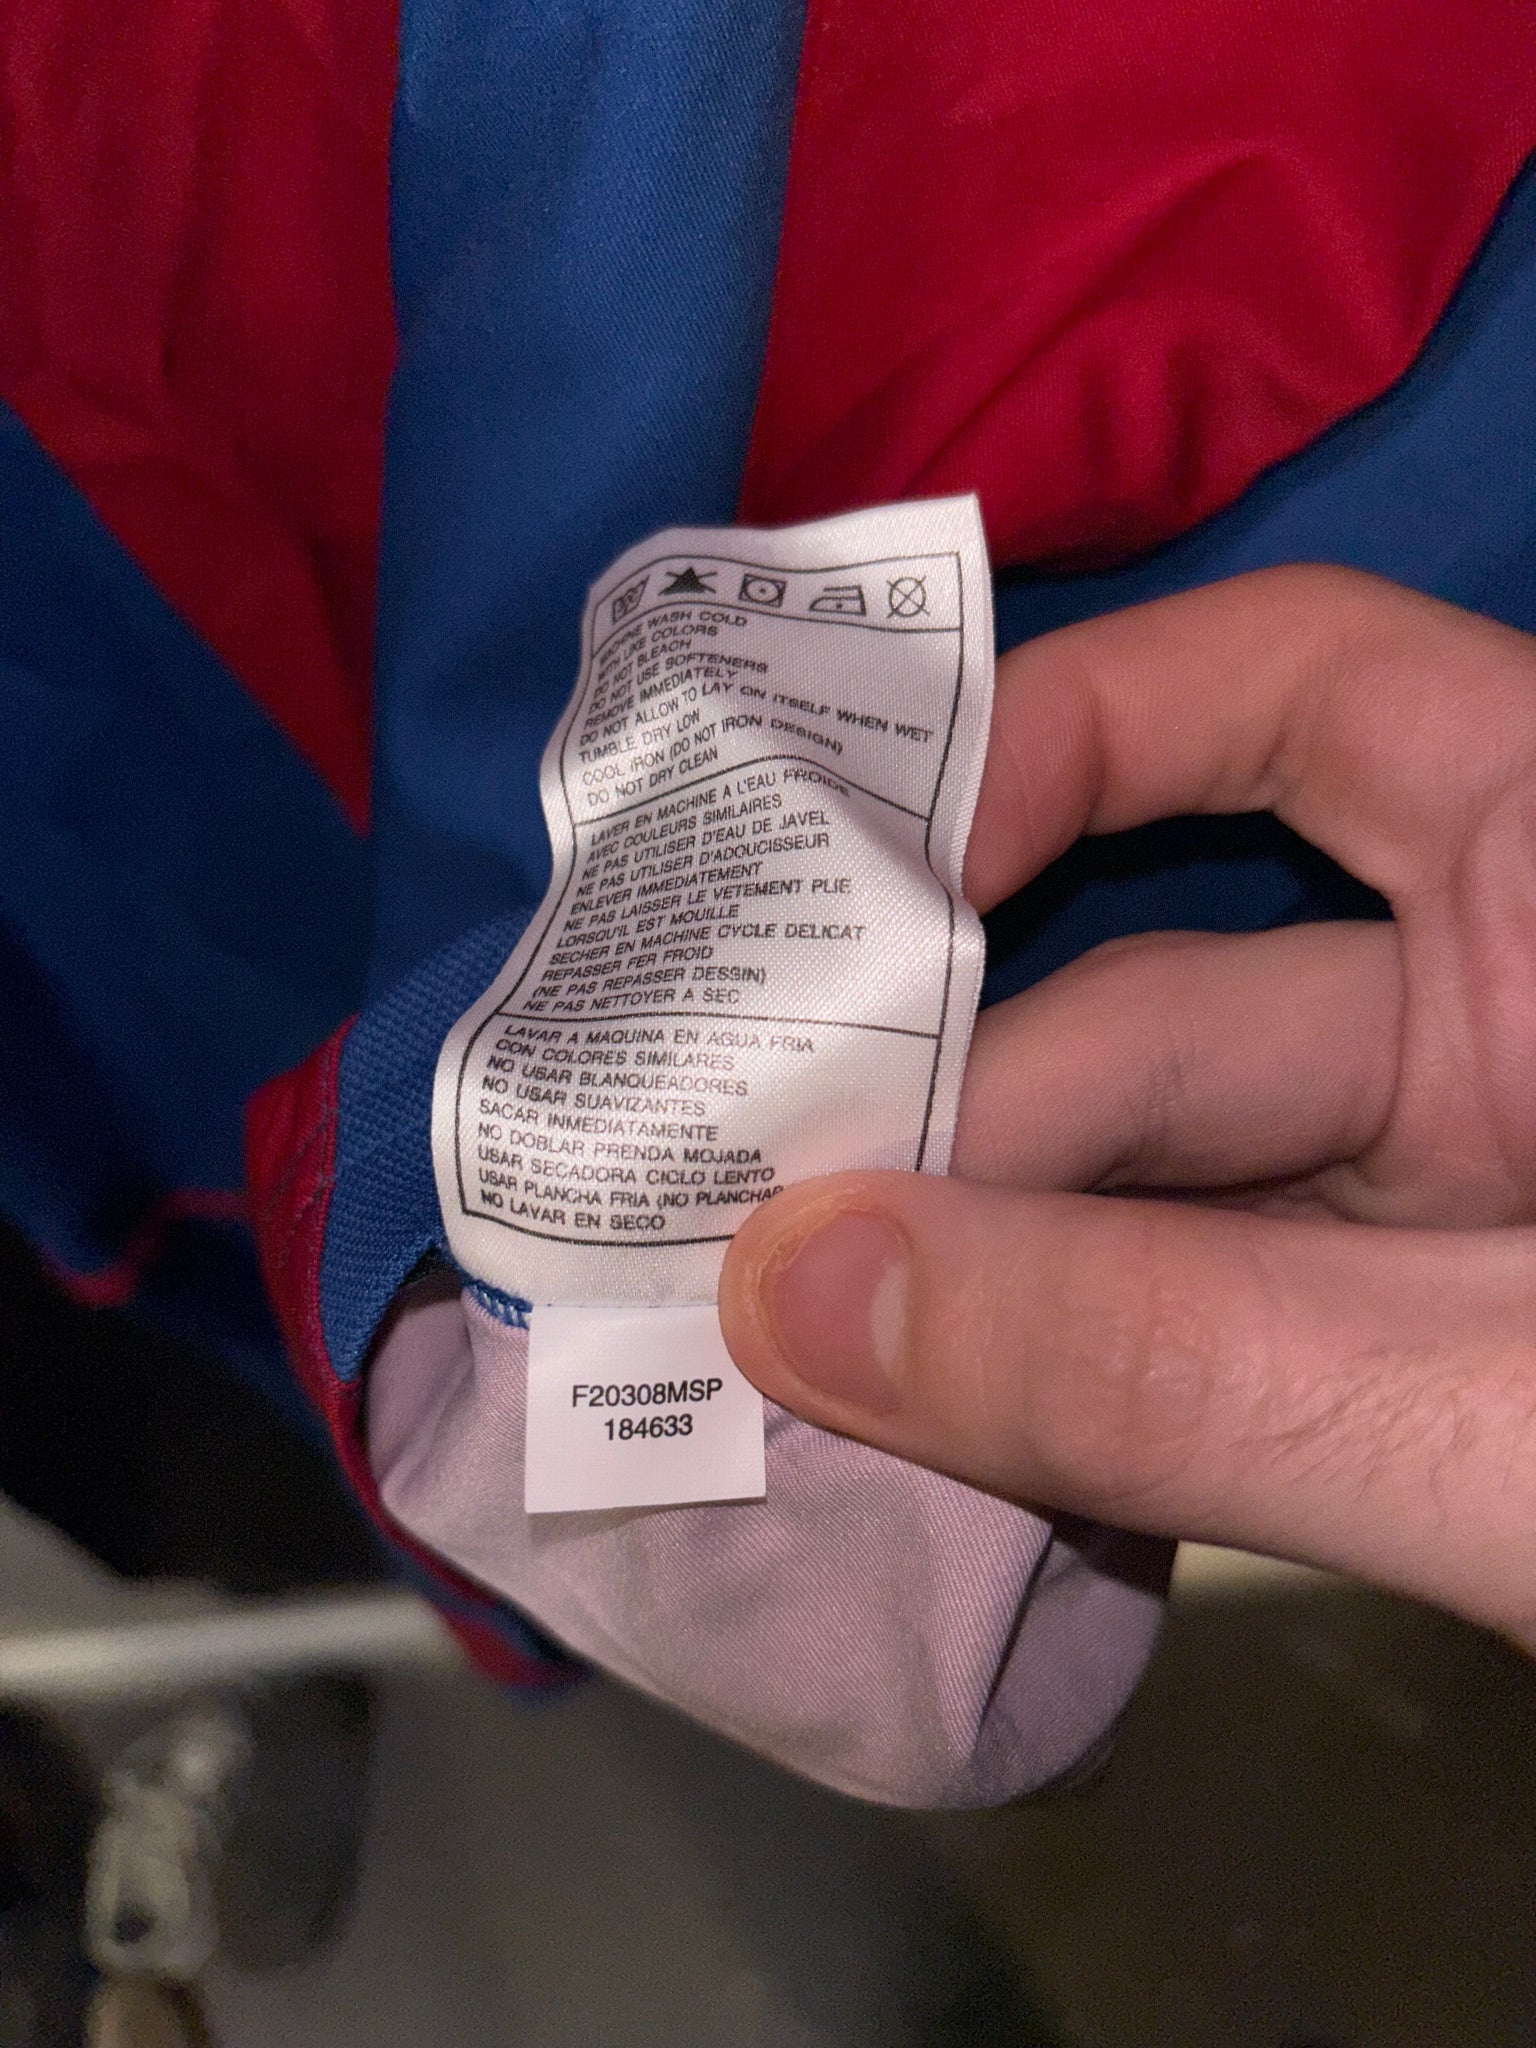 MACHINE WASH COLD
WITH LIKE COLORS
DO NOT BLEACH
DO NOT USE SOFTENERS
REMOVE IMMEDIATELY
DO NOT ALLOW TO LAY ON ITSELF WHEN WET
TUMBLE DRY LOW
COOL IRON (DO NOT IRON DESIGN)
DO NOT DRY CLEAN
LAVER EN MACHINE A L'EAU FROIDE
AVEC COULEURS SIMILAIRES
NE PAS UTILISER D'EAU DE JAVEL
NE PAS UTILISER D'ADOUCISSEUR
ENLEVER IMMEDIATEMENT
NE PAS LAISSER LE VETEMENT PLIE
LORSQU'IL EST MOUILLE
SECHER EN MACHINE CYCLE DELICAT
REPASSER FER FROID
(NE PAS REPASSER DESSIN)
NE PAS NETTOYER A SEC
LAVAR A MAQUINA EN AGUA FRIA
CON COLORES SIMILARES
NO USAR BLANQUEADORES
NO USAR SUAVIZANTES
SACAR INMEDIATAMENTE
NO DOBLAR PRENDA MOJADA
USAR SECADORA CICLO LENTO
USAR PLANCHA FRIA (NO PLANCHAR
NO LAVAR EN SECO
F20308MSP
184633